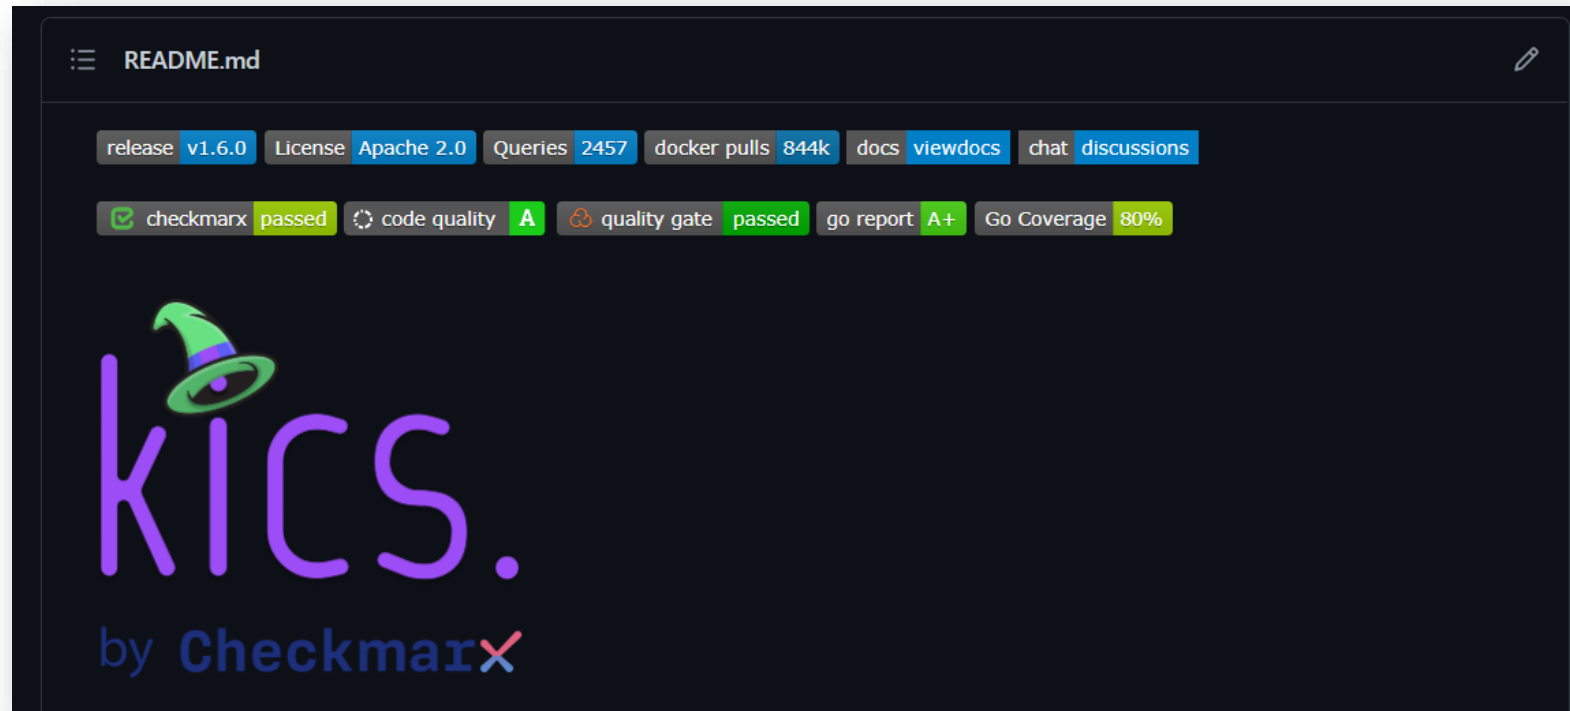 README.md
release v1.6.0 License Apache 2.0 Queries 2457 docker pulls 844k docs viewdocs chat discussions
checkmarx passed code quality A quality gate passed go report A+ Go Coverage 80%
kics.
by Checkmarx